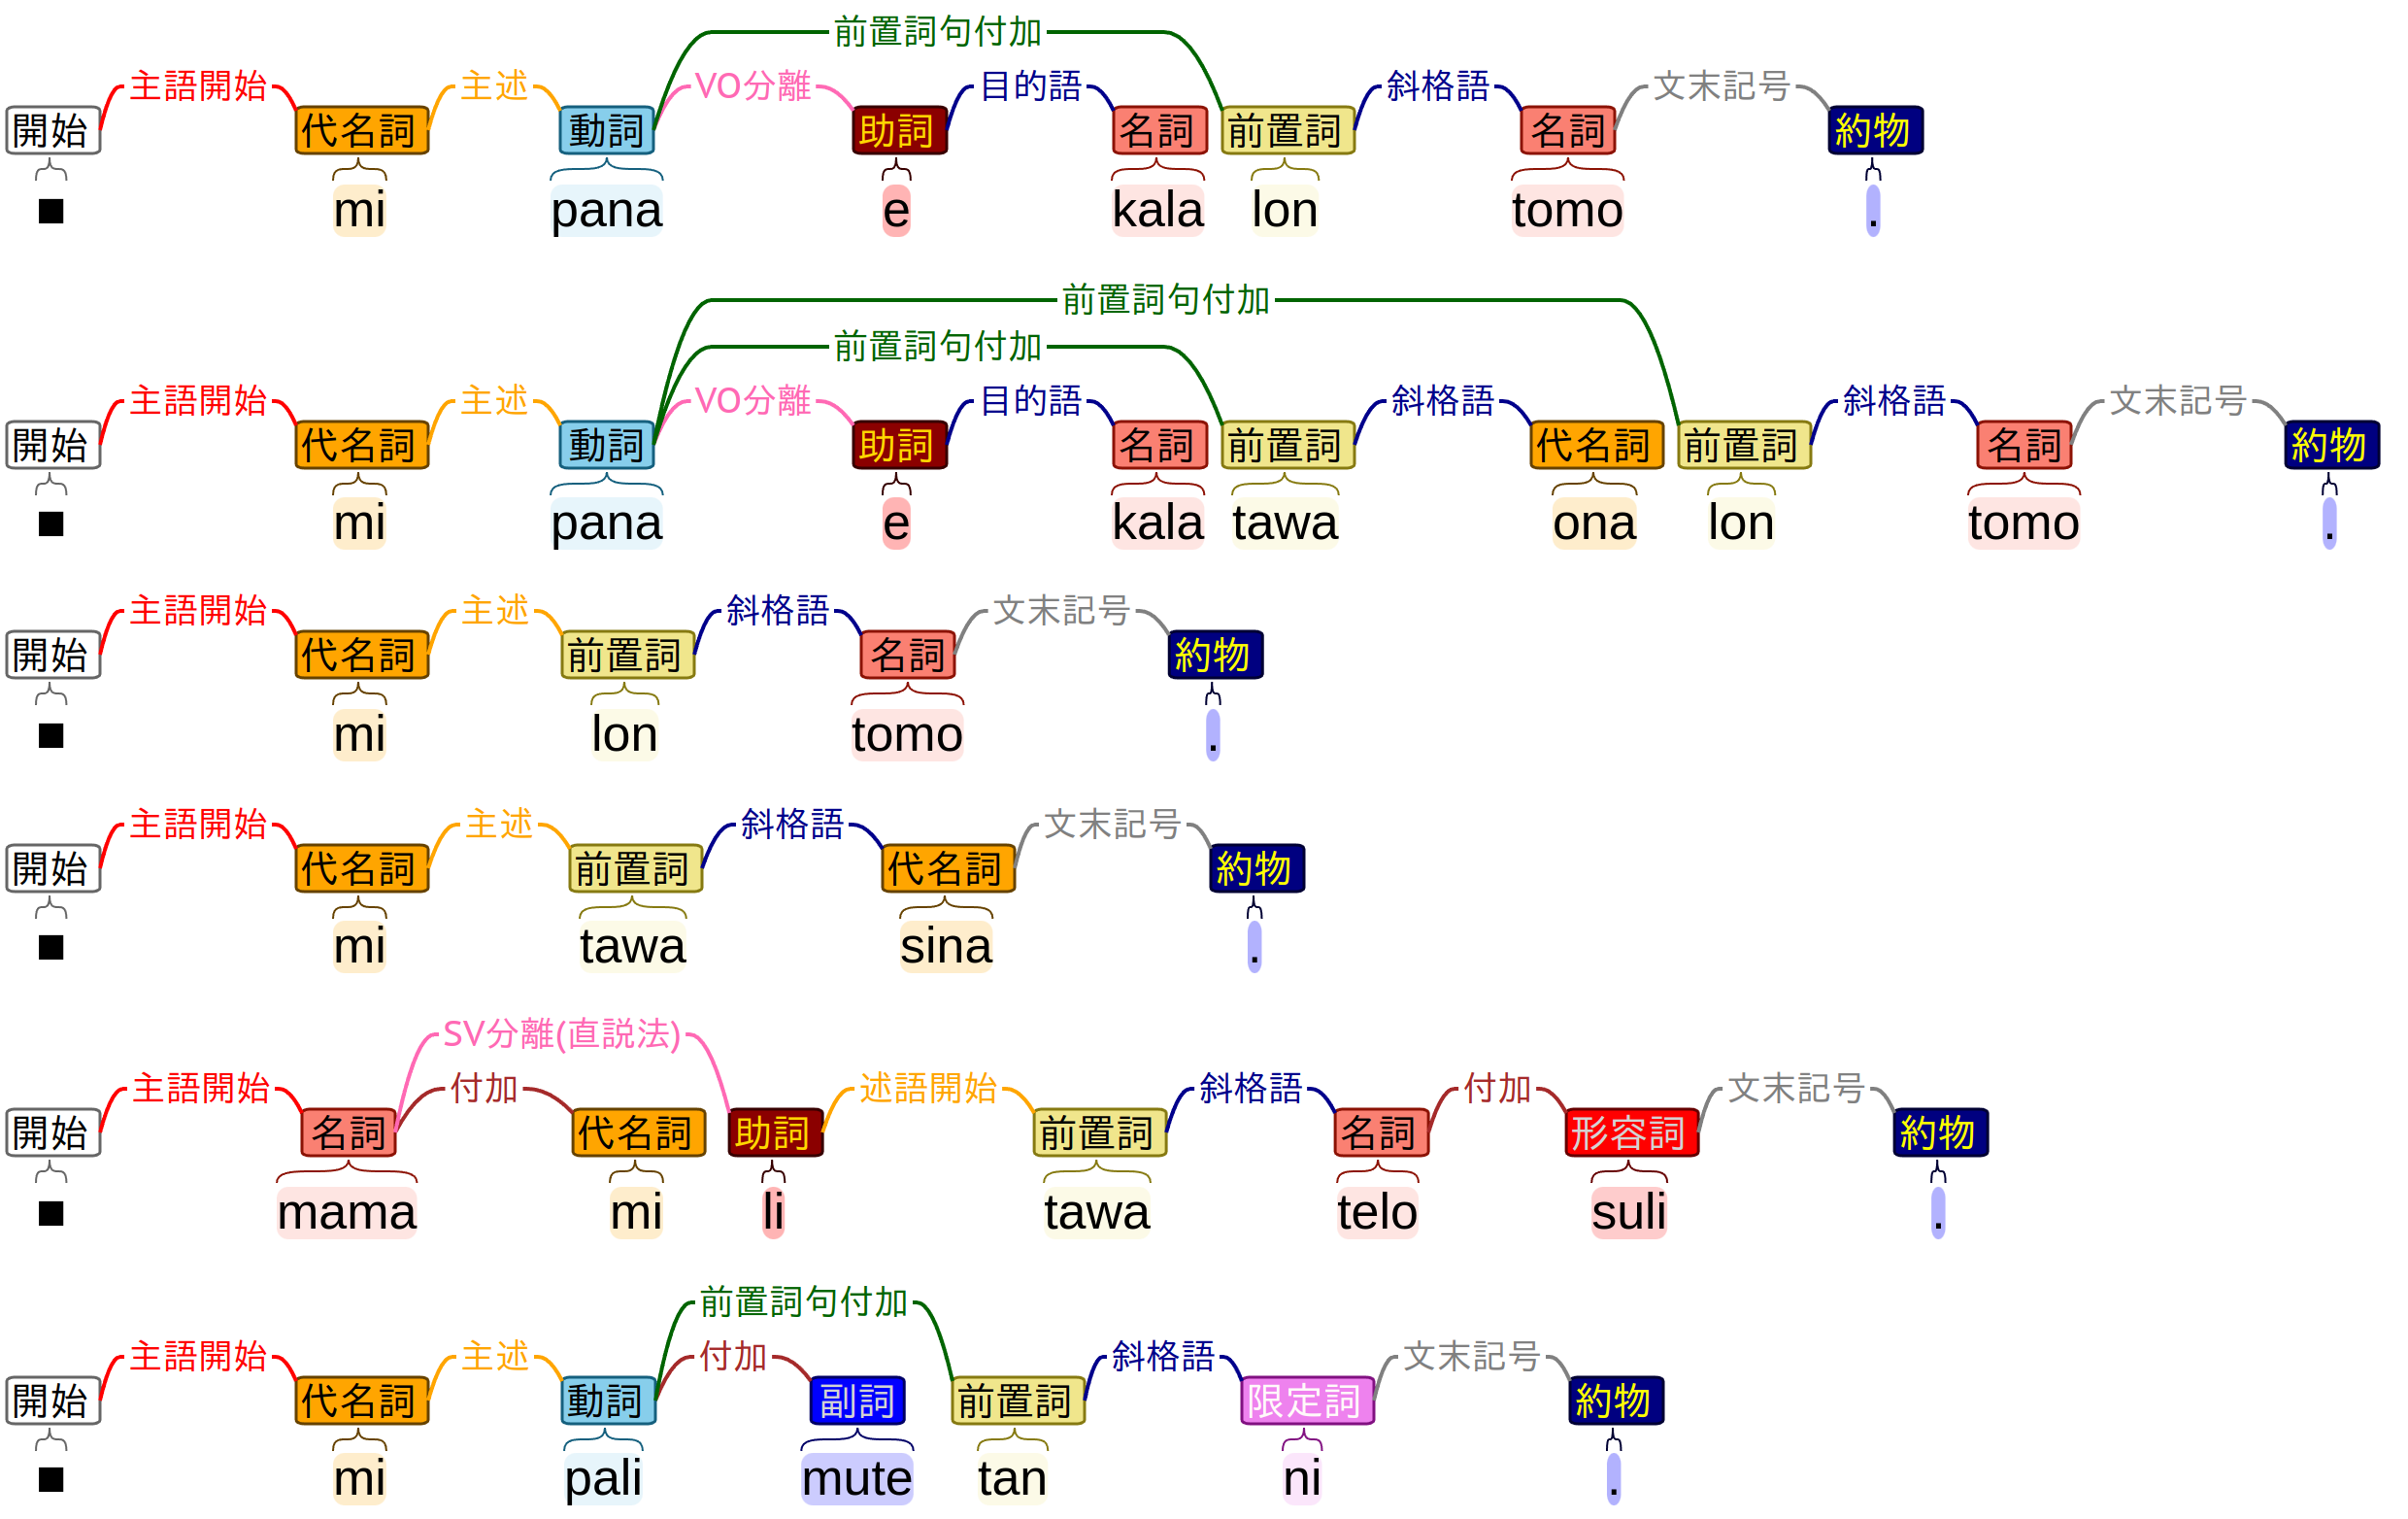 前置詞句付加
主語開始 主述 VO分離 目的語 斜格語 文末記号
開始 代名詞 動詞 助詞 名詞 前置詞 名詞 約物
■ mi pana e kala lon tomo .
前置詞句付加
前置詞句付加
主語開始 主述 VO分離 目的語 斜格語 斜格語 文末記号
開始 代名詞 動詞 助詞 名詞 前置詞 代名詞 前置詞 名詞 約物
■ mi pana e kala tawa ona lon tomo .
主語開始 主述 斜格語 文末記号
開始 代名詞 前置詞 名詞 約物
■ mi lon tomo .
主語開始 主述 斜格語 文末記号
開始 代名詞 前置詞 代名詞 約物
■ mi tawa sina .
SV分離(直説法)
主語開始 付加 述語開始 斜格語 付加 文末記号
開始 名詞 代名詞 助詞 前置詞 名詞 形容詞 約物
■ mama mi li tawa telo suli .
前置詞句付加
主語開始 主述 付加 斜格語 文末記号
開始 代名詞 動詞 副詞 前置詞 限定詞 約物
■ mi pali mute tan ni .